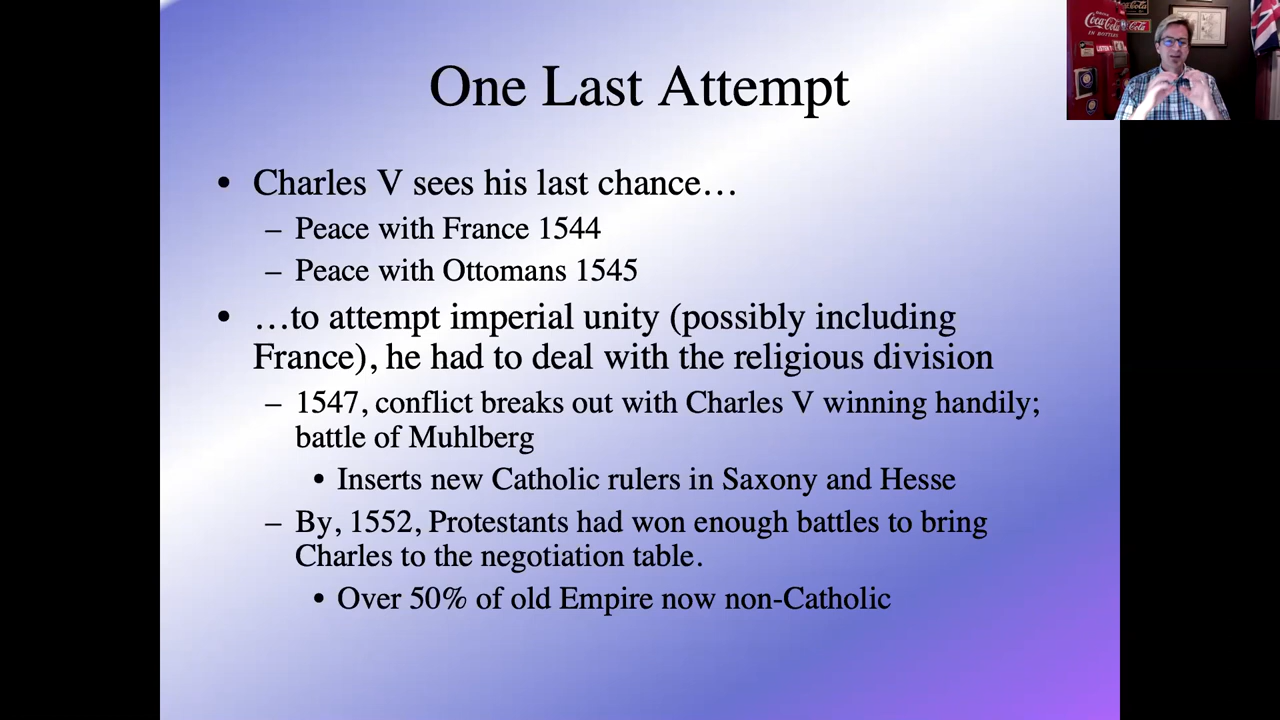 One Last Attempt
• Charles V sees his last chance…
– Peace with France 1544
– Peace with Ottomans 1545
• …to attempt imperial unity (possibly including
France), he had to deal with the religious division
– 1547, conflict breaks out with Charles V winning handily;
battle of Muhlberg
• Inserts new Catholic rulers in Saxony and Hesse
– By, 1552, Protestants had won enough battles to bring
Charles to the negotiation table.
• Over 50% of old Empire now non-Catholic
Coca-Cola
IN BOTTLES